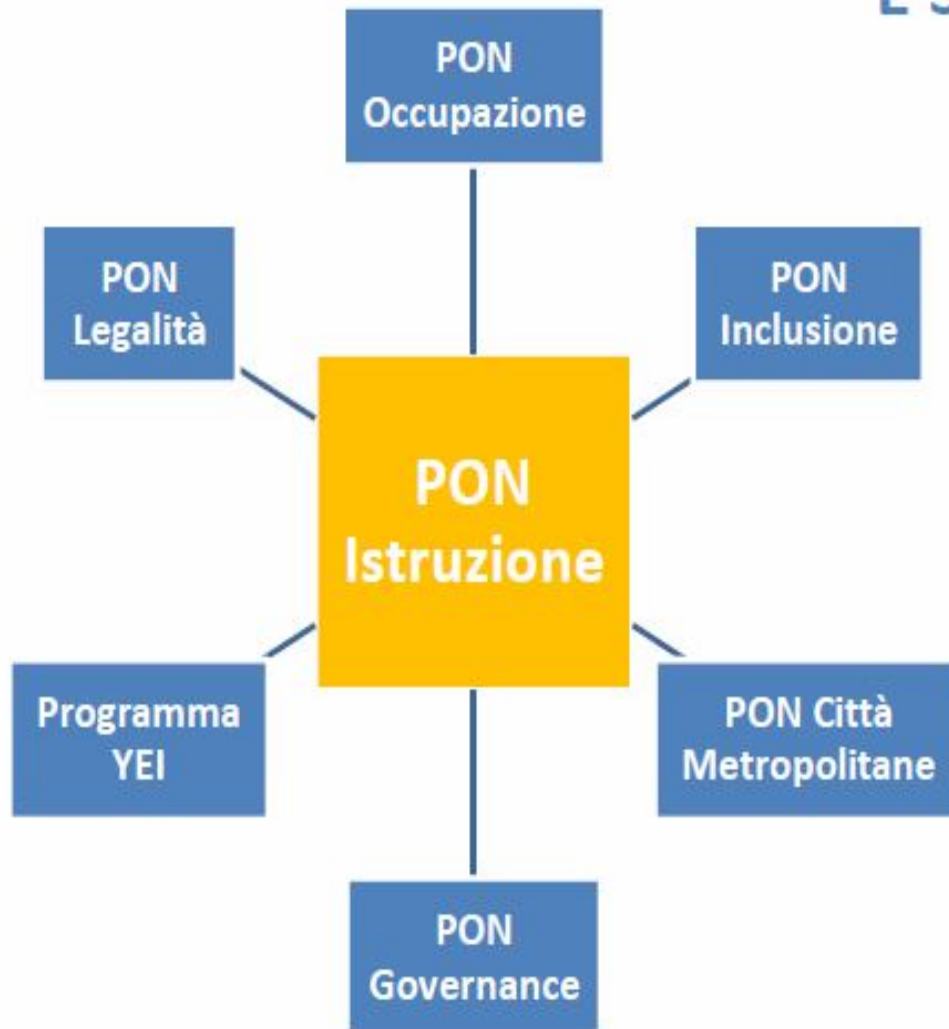 PON
Occupazione
PON
Legalità
PON
Inclusione
PON
Istruzione
Programma
YEI
PON Città
Metropolitane
PON
Governance